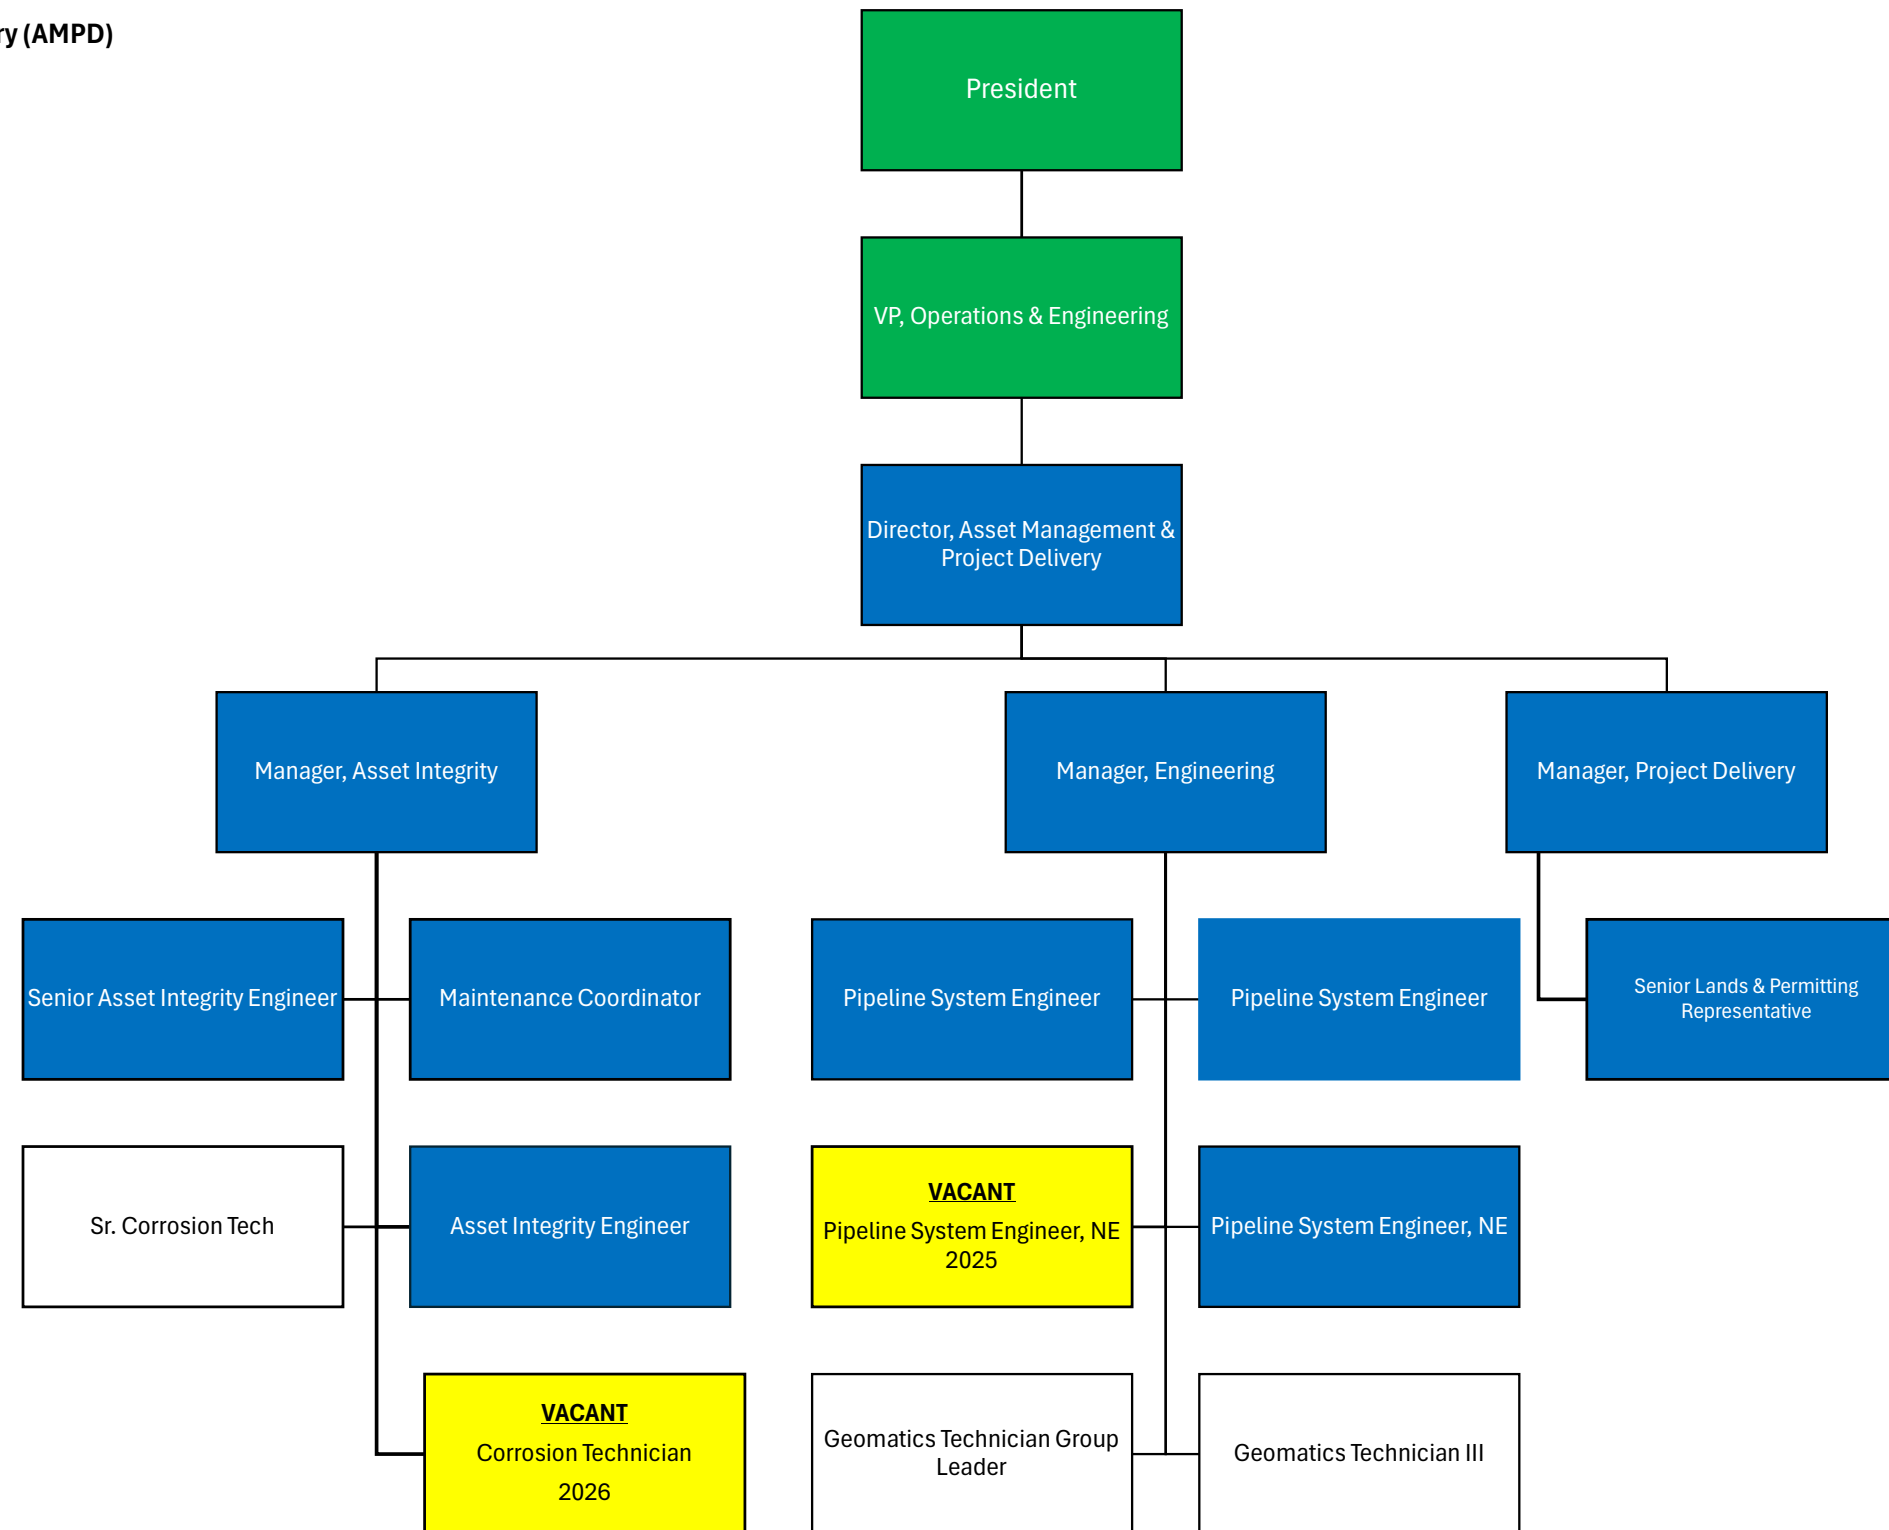 (AMPD)
President
VP, Operations & Engineering
Director, Asset Management &
Project Delivery
Manager, Asset Integrity
Manager, Engineering
Manager, Project Delivery
Senior Asset Integrity Engineer
Maintenance Coordinator
Pipeline System Engineer
Pipeline System Engineer
Senior Lands & Permitting
Representative
Sr. Corrosion Tech
Asset Integrity Engineer
VACANT
Pipeline System Engineer, NE
2025
Pipeline System Engineer, NE
VACANT
Corrosion Technician
2026
Geomatics Technician Group
Leader
Geomatics Technician III